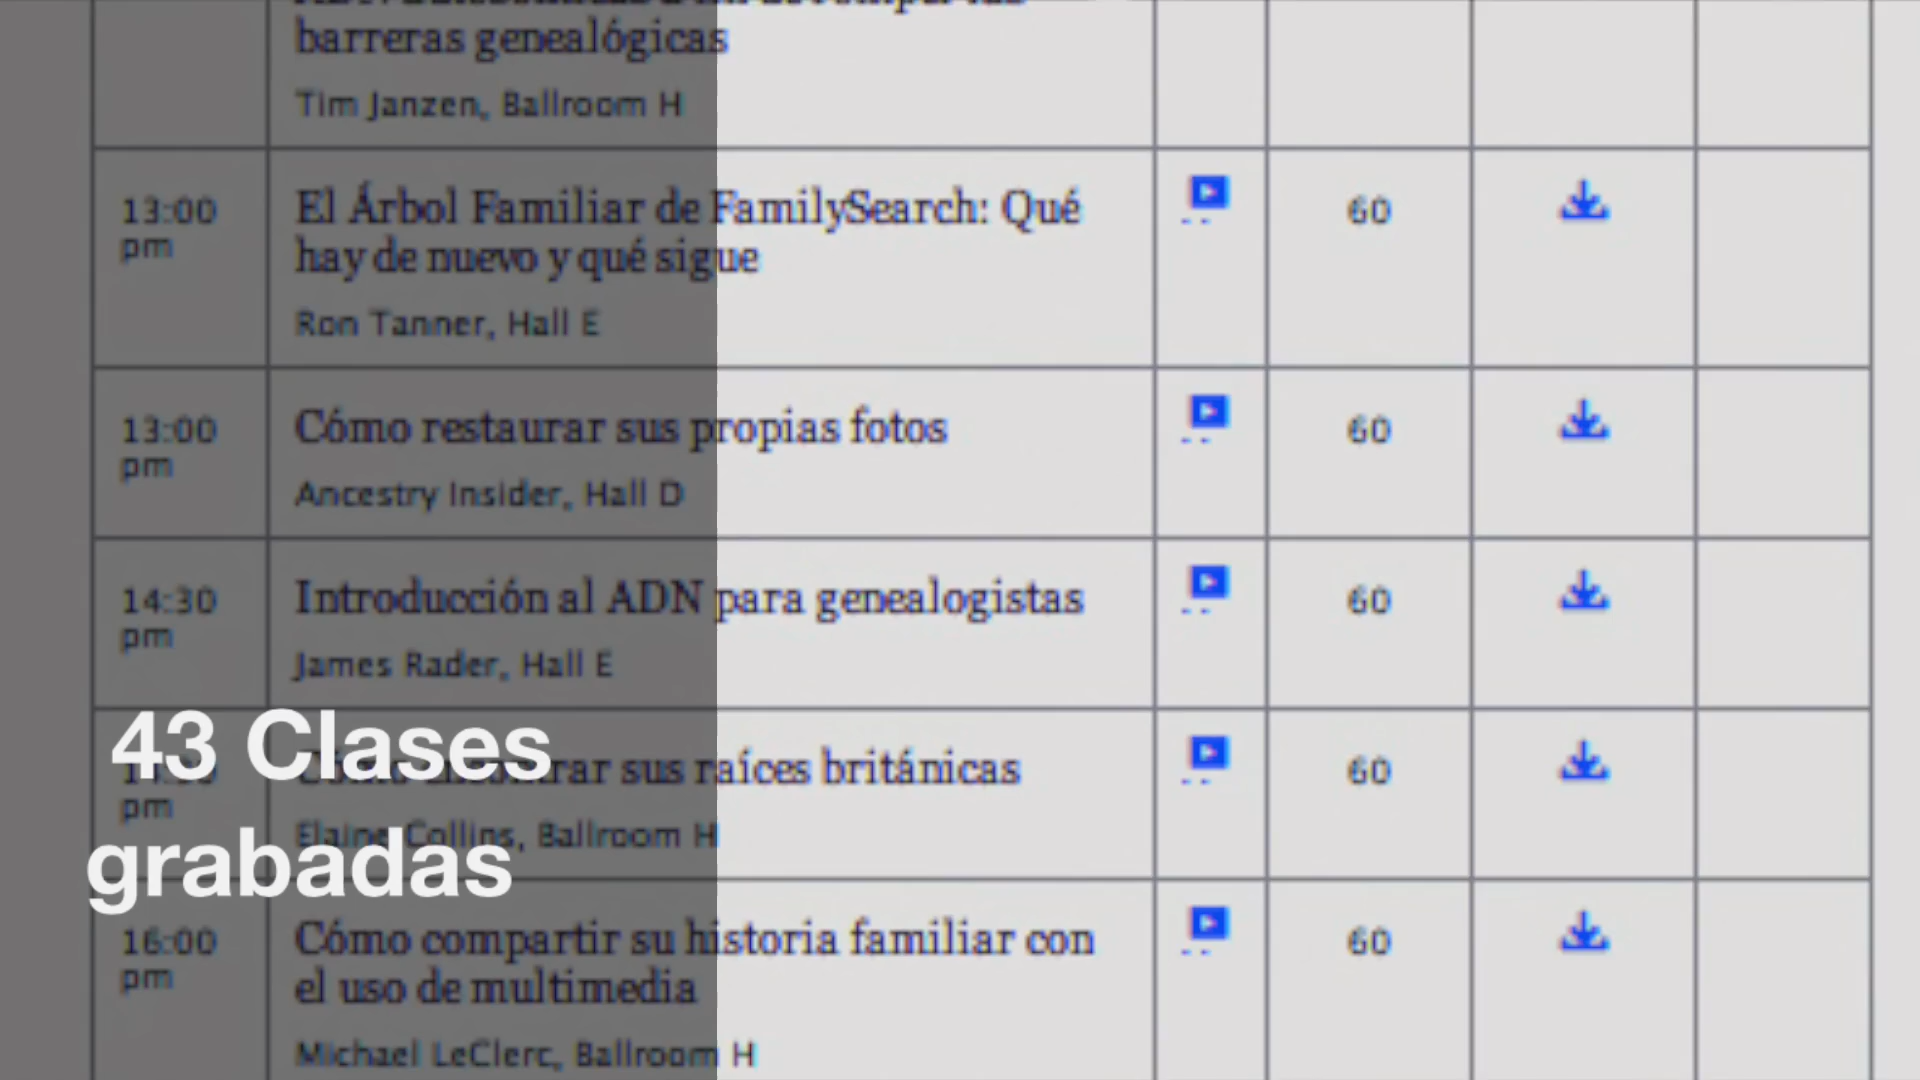 barreras genealógicas
Tim Janzen, Ballroom H
13:00
pm
El Árbol Familiar de FamilySearch: Qué
hay de nuevo y qué sigue
Ron Tanner, Hall E
60
13:00
pm
Cómo restaurar sus propias fotos
Ancestry Insider, Hall D
60
14:30
pm
Introducción al ADN para genealogistas
James Rader, Hall E
60
43 Clases
grabadas
pm
sus raíces británicas
Elaine Collins, Ballroom H
60
16:00
pm
Cómo compartir su historia familiar con
el uso de multimedia
Michael LeClerc, Ballroom H
60